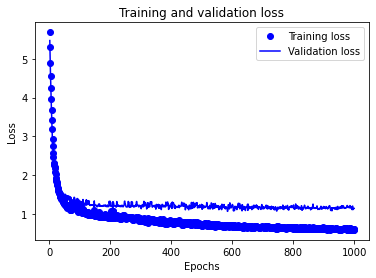 Training and validation loss
Training loss
Validation loss
Loss
5
4
3
2
1
0
200
400
600
800
1000
Epochs